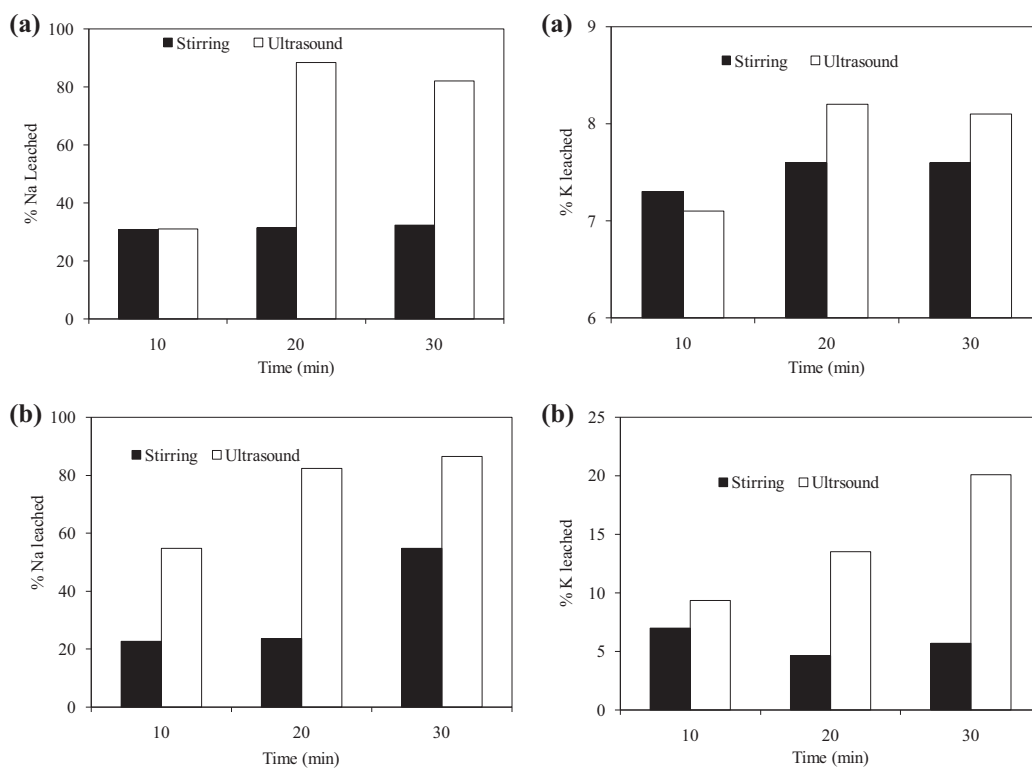 (a)
100
80
60
40
20
0
% Na Leached
Stirring Ultrasound
10 20 30
Time (min)
(a)
9
8
7
6
% K leached
Stirring Ultrasound
10 20 30
Time (min)
(b)
100
80
60
40
20
0
% Na leached
Stirring Ultrasound
10 20 30
Time (min)
(b)
25
20
15
10
5
0
% K leached
Stirring Ultrsound
10 20 30
Time (min)